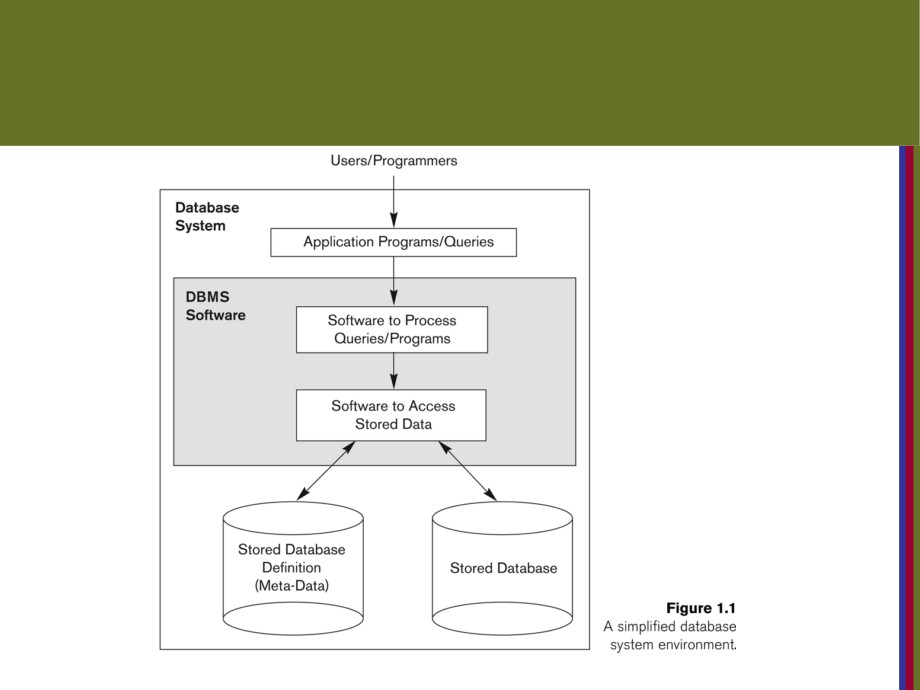 Users/Programmers
Database
System
Application Programs/Queries
DBMS
Software
Software to Process
Queries/Programs
Software to Access
Stored Data
Stored Database
Definition
(Meta-Data)
Stored Database
Figure 1.1
A simplified database
system environment.